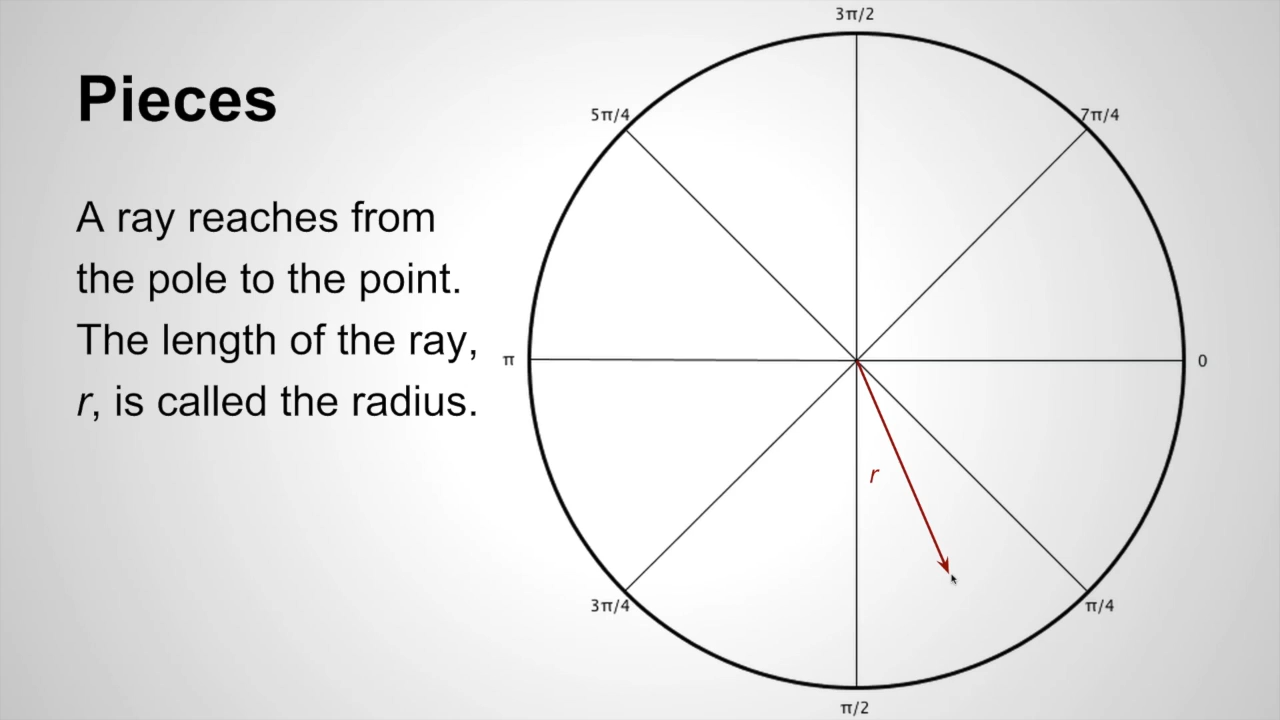 Pieces
A ray reaches from
the pole to the point.
The length of the ray,
r, is called the radius.
3π/2
5π/4
7π/4
π
0
r
3π/4
π/4
π/2